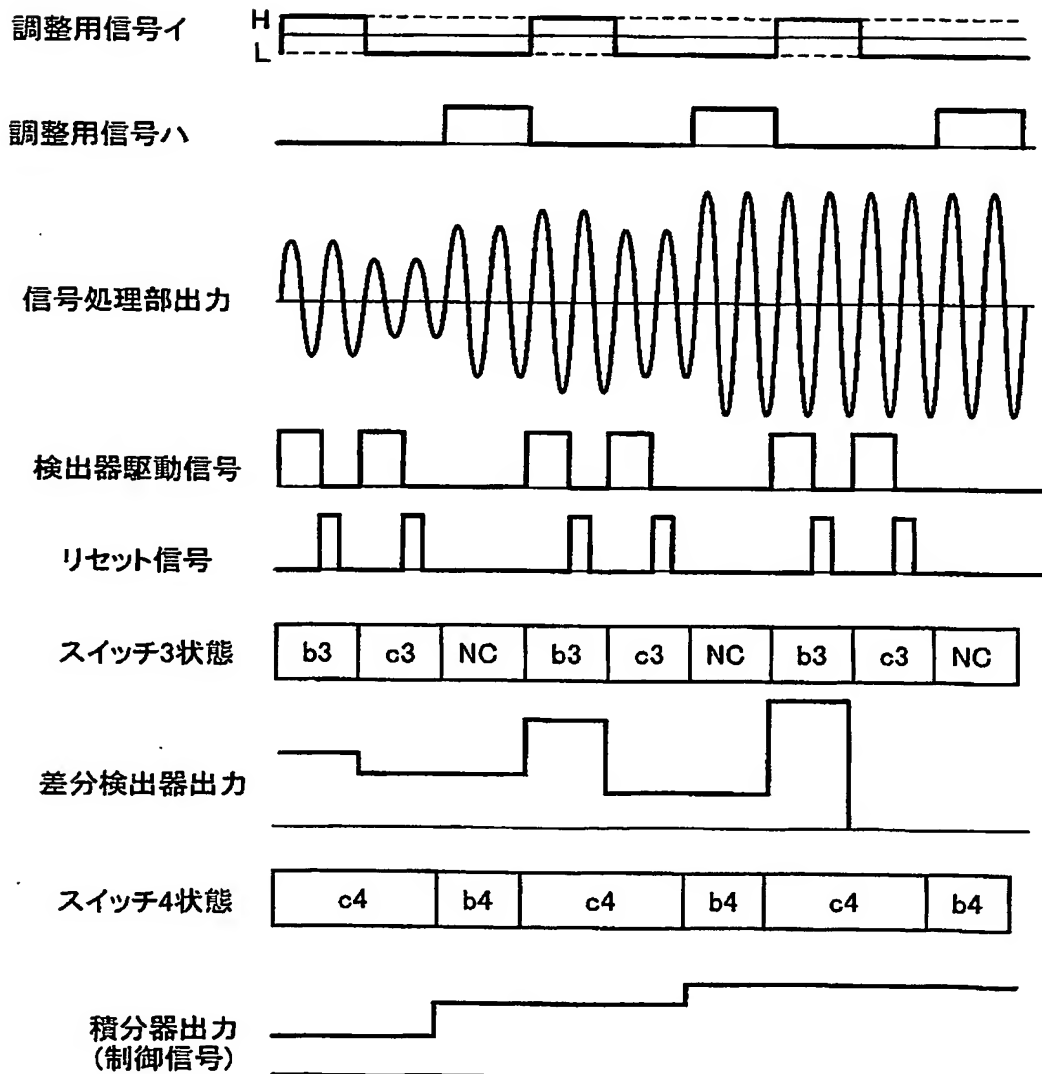 調整用信号イ
H
L
調整用信号ハ
信号処理部出力
検出器駆動信号
リセット信号
スイッチ3状態
b3 c3 NC b3 c3 NC b3 c3 NC
差分検出器出力
スイッチ4状態
c4 b4 c4 b4 c4 b4
積分器出力
(制御信号)